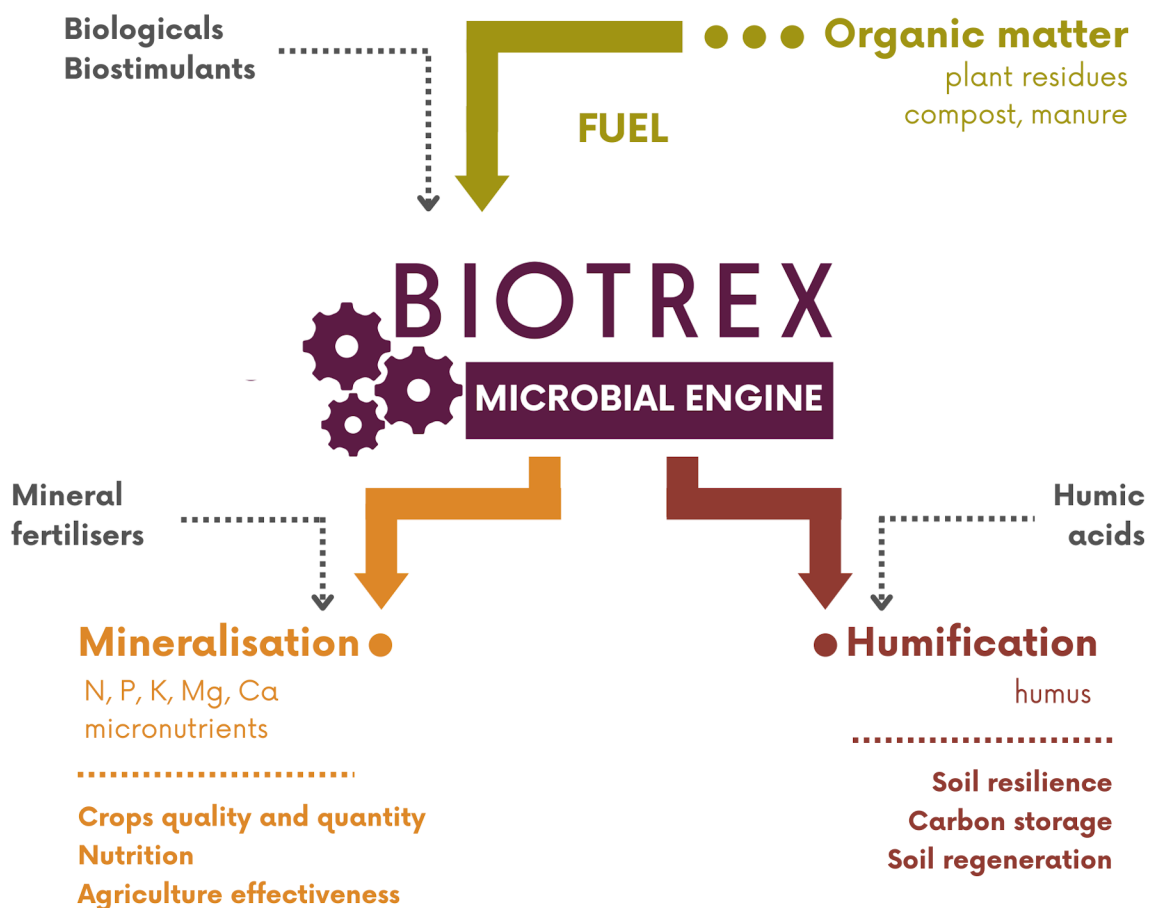 Biologicals
Biostimulants
Organic matter
plant residues
compost, manure
FUEL
BIOTREX
MICROBIAL ENGINE
Mineral
fertilisers
Humic
acids
Mineralisation
N, P, K, Mg, Ca
micronutrients
Crops quality and quantity
Nutrition
Agriculture effectiveness
Humification
humus
Soil resilience
Carbon storage
Soil regeneration